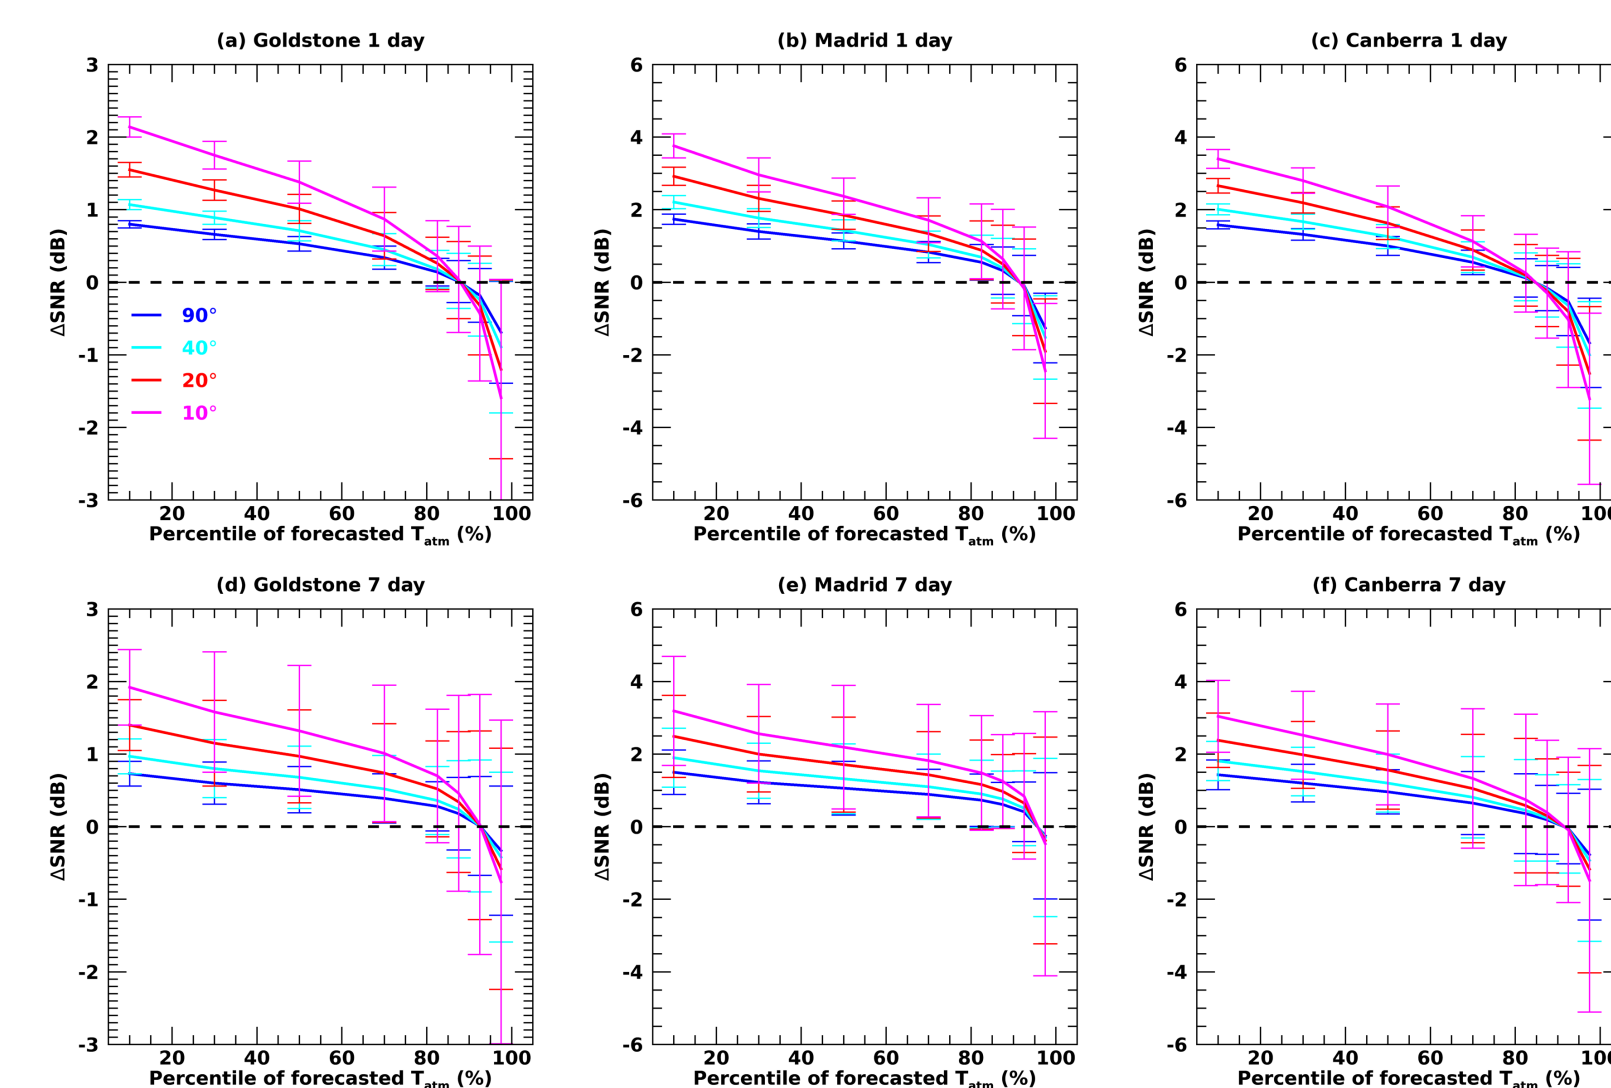 (a) Goldstone 1 day
(b) Madrid 1 day
(c) Canberra 1 day
3
2
1
0
-1
-2
-3
ΔSNR (dB)
90°
40°
20°
10°
20 40 60 80 100
Percentile of forecasted Tatm (%)
6
4
2
0
-2
-4
-6
ΔSNR (dB)
20 40 60 80 100
Percentile of forecasted Tatm (%)
6
4
2
0
-2
-4
-6
ΔSNR (dB)
20 40 60 80 100
Percentile of forecasted Tatm (%)
(d) Goldstone 7 day
(e) Madrid 7 day
(f) Canberra 7 day
3
2
1
0
-1
-2
-3
ΔSNR (dB)
20 40 60 80 100
Percentile of forecasted Tatm (%)
6
4
2
0
-2
-4
-6
ΔSNR (dB)
20 40 60 80 100
Percentile of forecasted Tatm (%)
6
4
2
0
-2
-4
-6
ΔSNR (dB)
20 40 60 80 100
Percentile of forecasted Tatm (%)